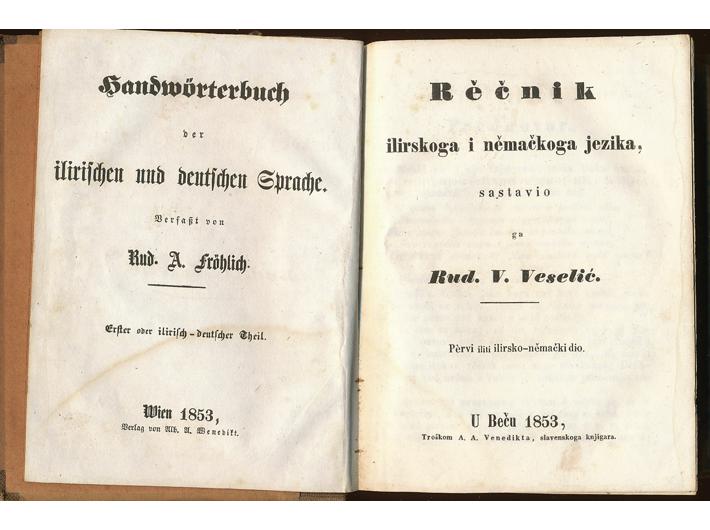 Handwörterbuch
der
ilirischen und deutschen Sprache.
Verfaßt von
Rud. A. Fröhlich.
Erster oder ilirisch-deutscher Theil.
Wien 1853,
Verlag von Alb. A. Wenedikt.
Rěčnik
ilirskoga i němačkoga jezika,
sastavio
ga
Rud. V. Veselić.
Pèrvi iliti ilirsko-němački dio.
U Beču 1853,
Troškom A. A. Venedikta, slavenskoga knjigara.